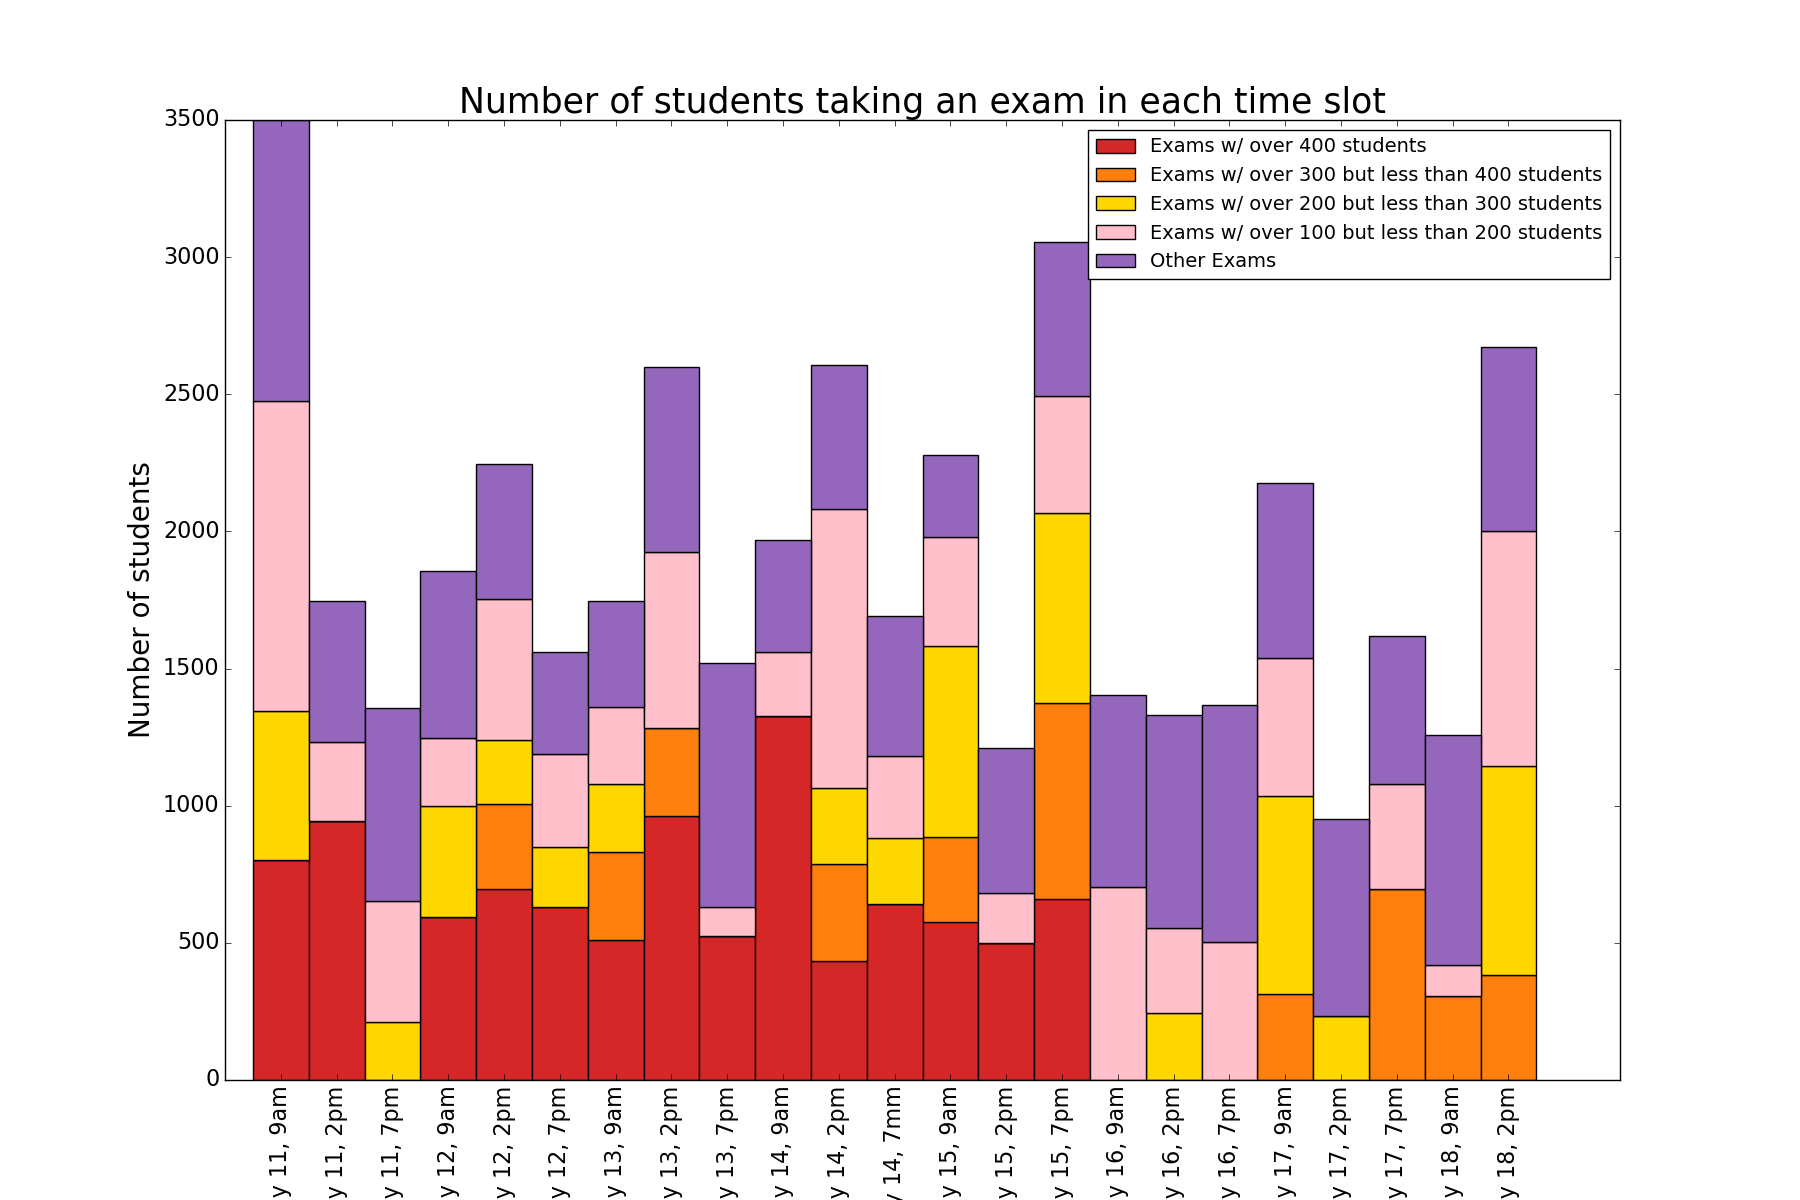 Number of students taking an exam in each time slot
3500
3000
2500
2000
1500
1000
500
0
Number of students
Exams w/ over 400 students
Exams w/ over 300 but less than 400 students
Exams w/ over 200 but less than 300 students
Exams w/ over 100 but less than 200 students
Other Exams
y 11, 9am
y 11, 2pm
y 11, 7pm
y 12, 9am
y 12, 2pm
y 12, 7pm
y 13, 9am
y 13, 2pm
y 13, 7pm
y 14, 9am
y 14, 2pm
y 14, 7mm
y 15, 9am
y 15, 2pm
y 15, 7pm
y 16, 9am
y 16, 2pm
y 16, 7pm
y 17, 9am
y 17, 2pm
y 17, 7pm
y 18, 9am
y 18, 2pm